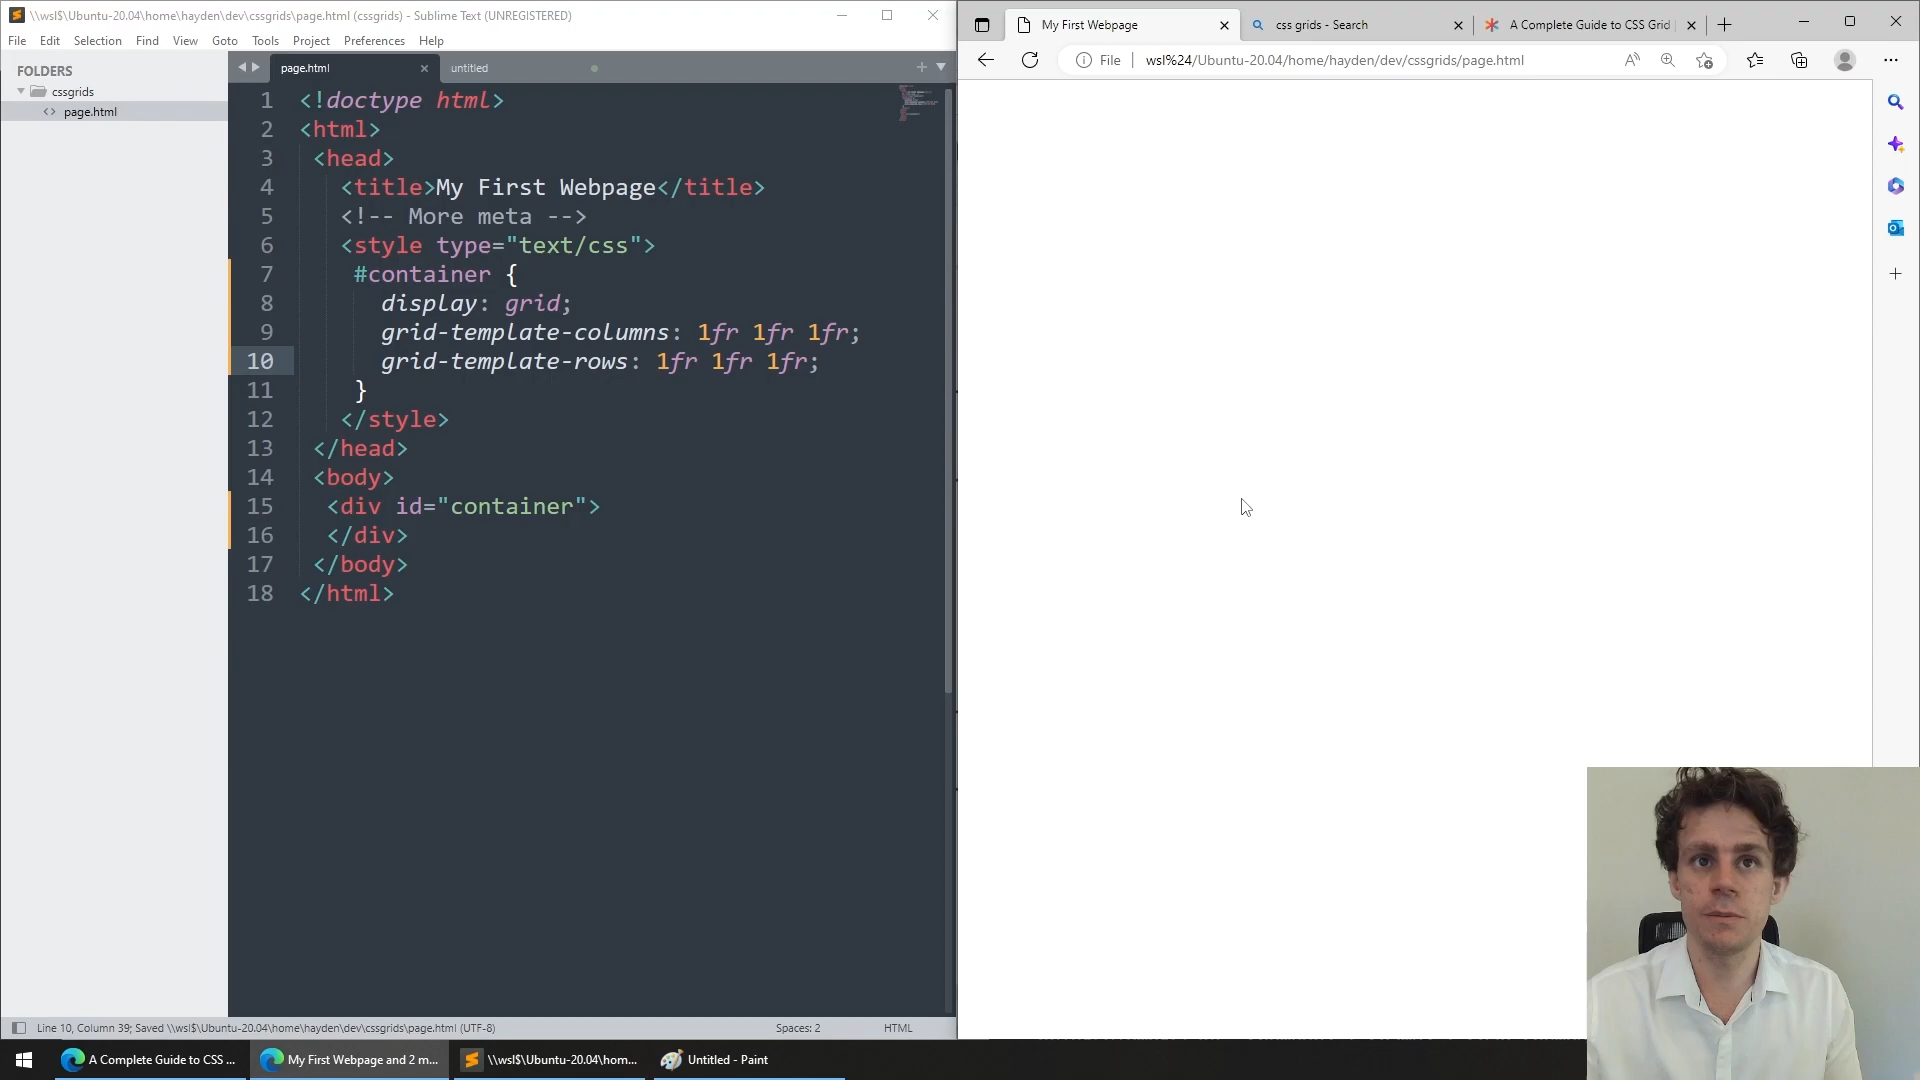 \\wsl$\Ubuntu-20.04\home\hayden\dev\cssgrids\page.html (cssgrids) - Sublime Text (UNREGISTERED)
File Edit Selection Find View Goto Tools Project Preferences Help
FOLDERS
cssgrids
page.html
page.html
untitled
1 <!doctype html>
2 <html>
3 <head>
4 <title>My First Webpage</title>
5 <!-- More meta -->
6 <style type="text/css">
7 #container {
8 display: grid;
9 grid-template-columns: 1fr 1fr 1fr;
10 grid-template-rows: 1fr 1fr 1fr;
11 }
12 </style>
13 </head>
14 <body>
15 <div id="container">
16 </div>
17 </body>
18 </html>
Line 10, Column 39; Saved \\wsl$\Ubuntu-20.04\home\hayden\dev\cssgrids\page.html (UTF-8)
Spaces: 2
HTML
My First Webpage
css grids - Search
A Complete Guide to CSS Grid
File
wsl%24/Ubuntu-20.04/home/hayden/dev/cssgrids/page.html
A Complete Guide to CSS ...
My First Webpage and 2 m...
\\wsl$\Ubuntu-20.04\hom...
Untitled - Paint